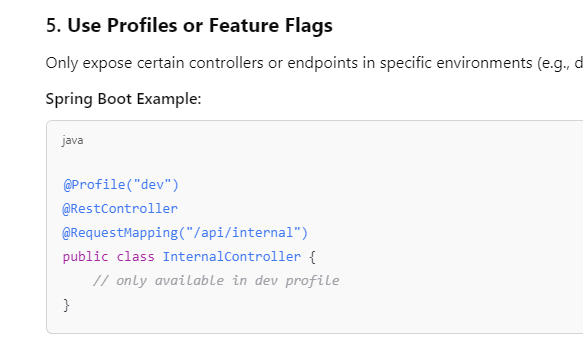 5. Use Profiles or Feature Flags
Only expose certain controllers or endpoints in specific environments (e.g., d
Spring Boot Example:
java
@Profile("dev")
@RestController
@RequestMapping("/api/internal")
public class InternalController {
// only available in dev profile
}